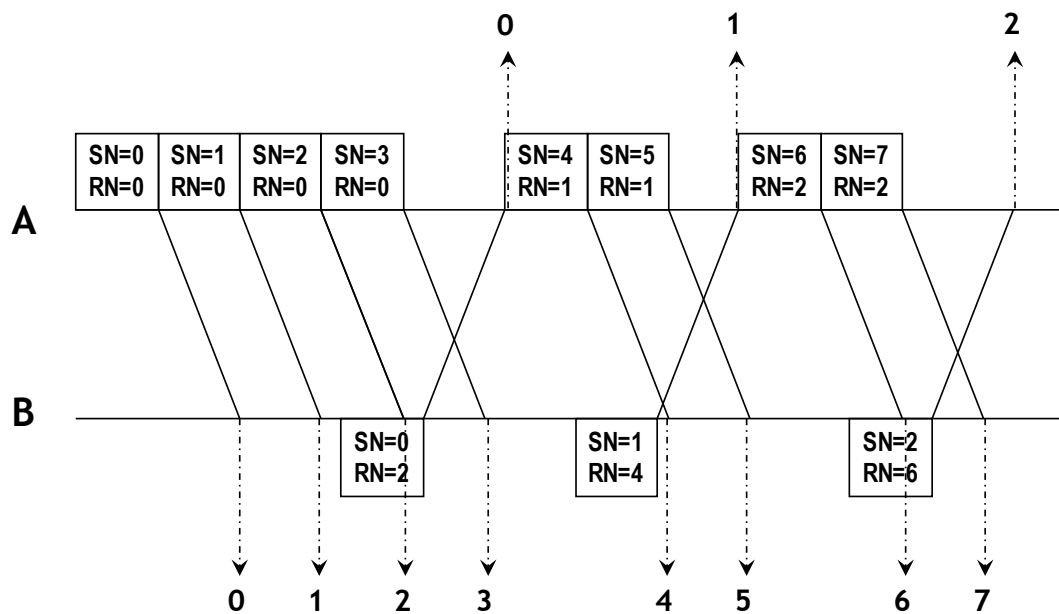 0 1 2
SN=0 SN=1 SN=2 SN=3 SN=4 SN=5 SN=6 SN=7
RN=0 RN=0 RN=0 RN=0 RN=1 RN=1 RN=2 RN=2
A
B
SN=0 SN=1 SN=2
RN=2 RN=4 RN=6
0 1 2 3 4 5 6 7